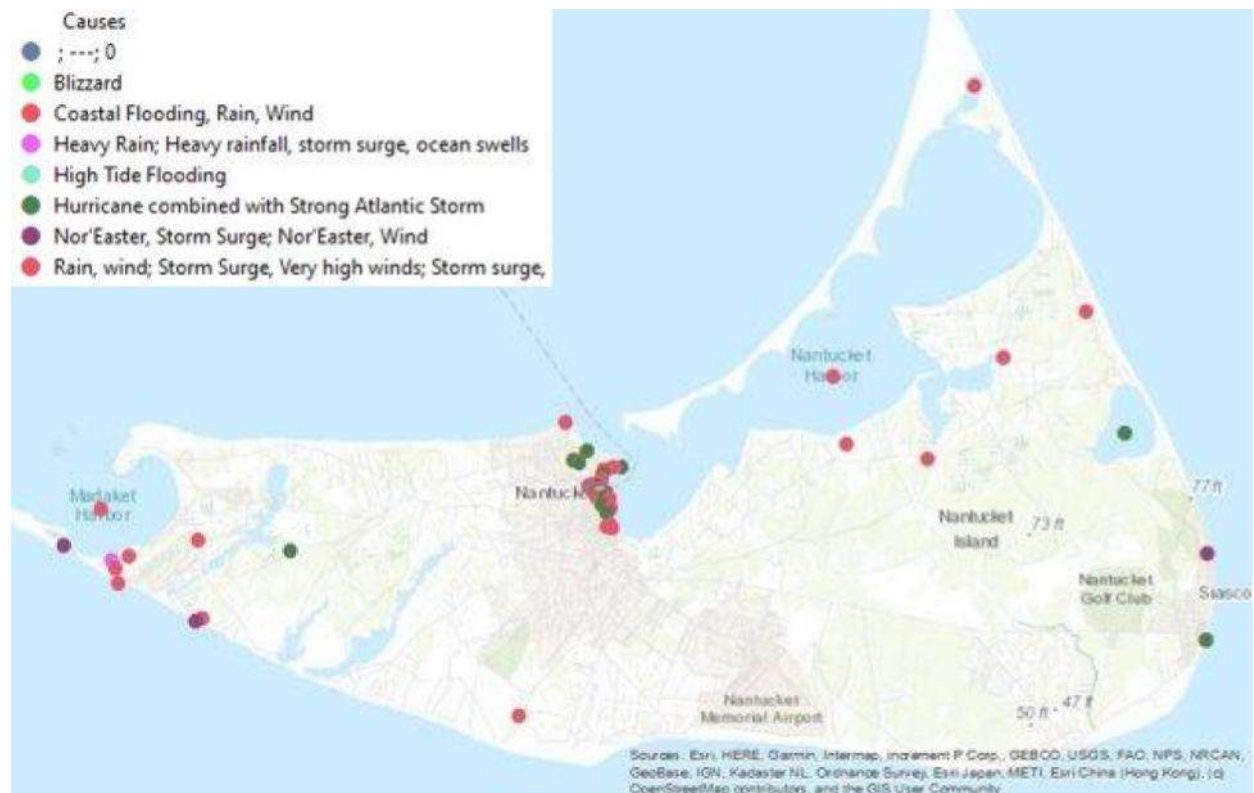 Causes
; ---; 0
Blizzard
Coastal Flooding, Rain, Wind
Heavy Rain; Heavy rainfall, storm surge, ocean swells
High Tide Flooding
Hurricane combined with Strong Atlantic Storm
Nor'Easter, Storm Surge; Nor'Easter, Wind
Rain, wind; Storm Surge, Very high winds; Storm surge,
Nantucket
Harbor
Madaket
Harbor
Nantucke
77 ft
Nantucket
Island
73 ft
Nantucket
Golf Club
Siasco
Nantucket
Memorial Airport
50 ft
47 ft
Sources: Esri, HERE, Garmin, Intermap, increment P Corp., GEBCO, USGS, FAO, NPS, NRCAN,
GeoBase, IGN, Kadaster NL, Ordnance Survey, Esri Japan, METI, Esri China (Hong Kong), (c)
OpenStreetMap contributors, and the GIS User Community